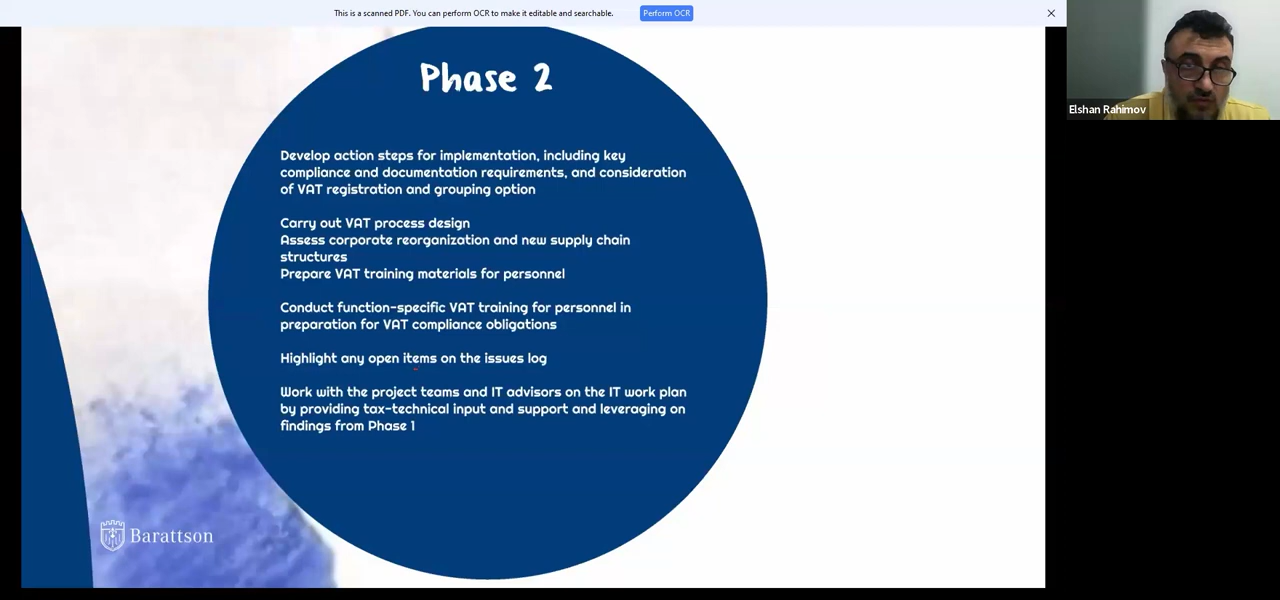 This is a scanned PDF. You can perform OCR to make it editable and searchable.
Perform OCR
Phase 2
Elshan Rahimov
Develop action steps for implementation, including key
compliance and documentation requirements, and consideration
of VAT registration and grouping option
Carry out VAT process design
Assess corporate reorganization and new supply chain
structures
Prepare VAT training materials for personnel
Conduct function-specific VAT training for personnel in
preparation for VAT compliance obligations
Highlight any open items on the issues log
Work with the project teams and IT advisors on the IT work plan
by providing tax-technical input and support and leveraging on
findings from Phase 1
Barattson